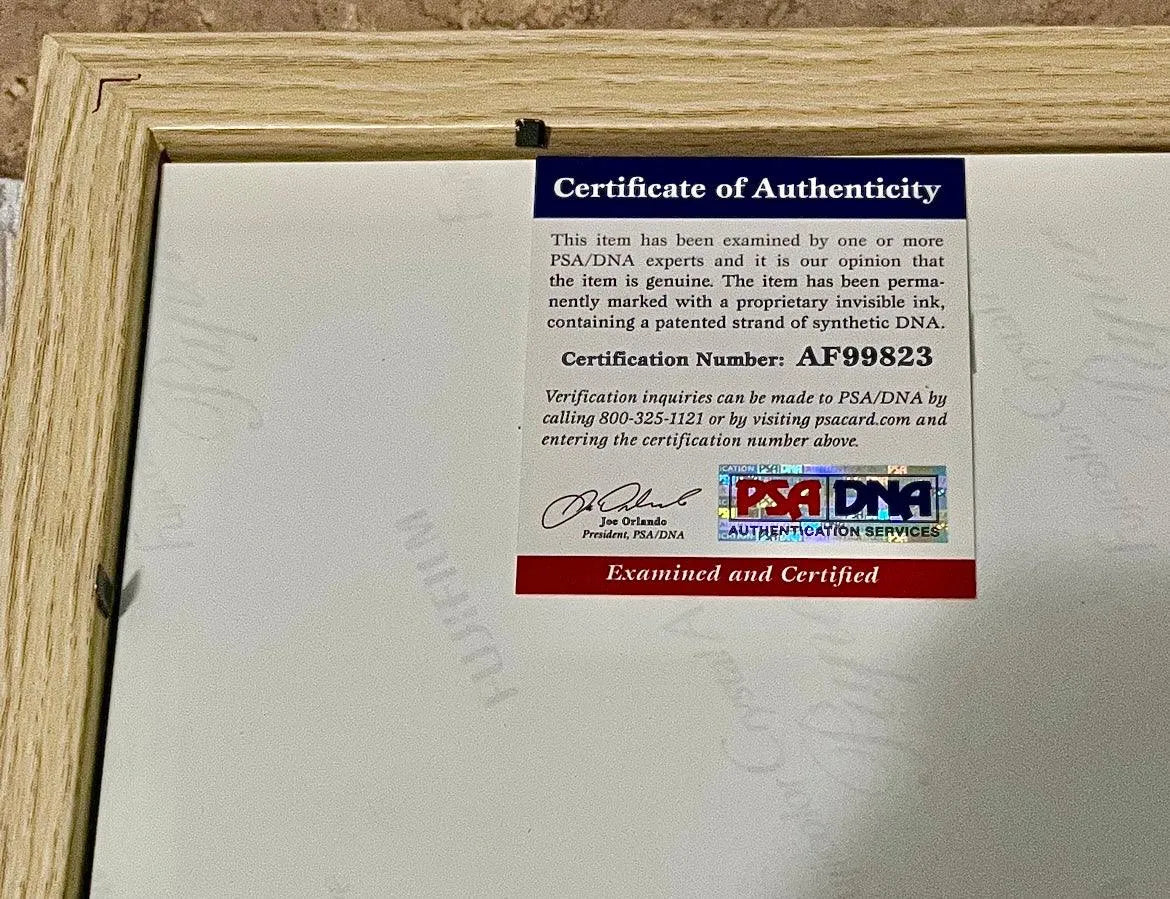 Certificate of Authenticity
This item has been examined by one or more
PSA/DNA experts and it is our opinion that
the item is genuine. The item has been perma-
nently marked with a proprietary invisible ink,
containing a patented strand of synthetic DNA.
Certification Number: AF99823
Verification inquiries can be made to PSA/DNA by
calling 800-325-1121 or by visiting psacard.com and
entering the certification number above.
Joe Orlando
President, PSA/DNA
PSA DNA
AUTHENTICATION SERVICES
Examined and Certified